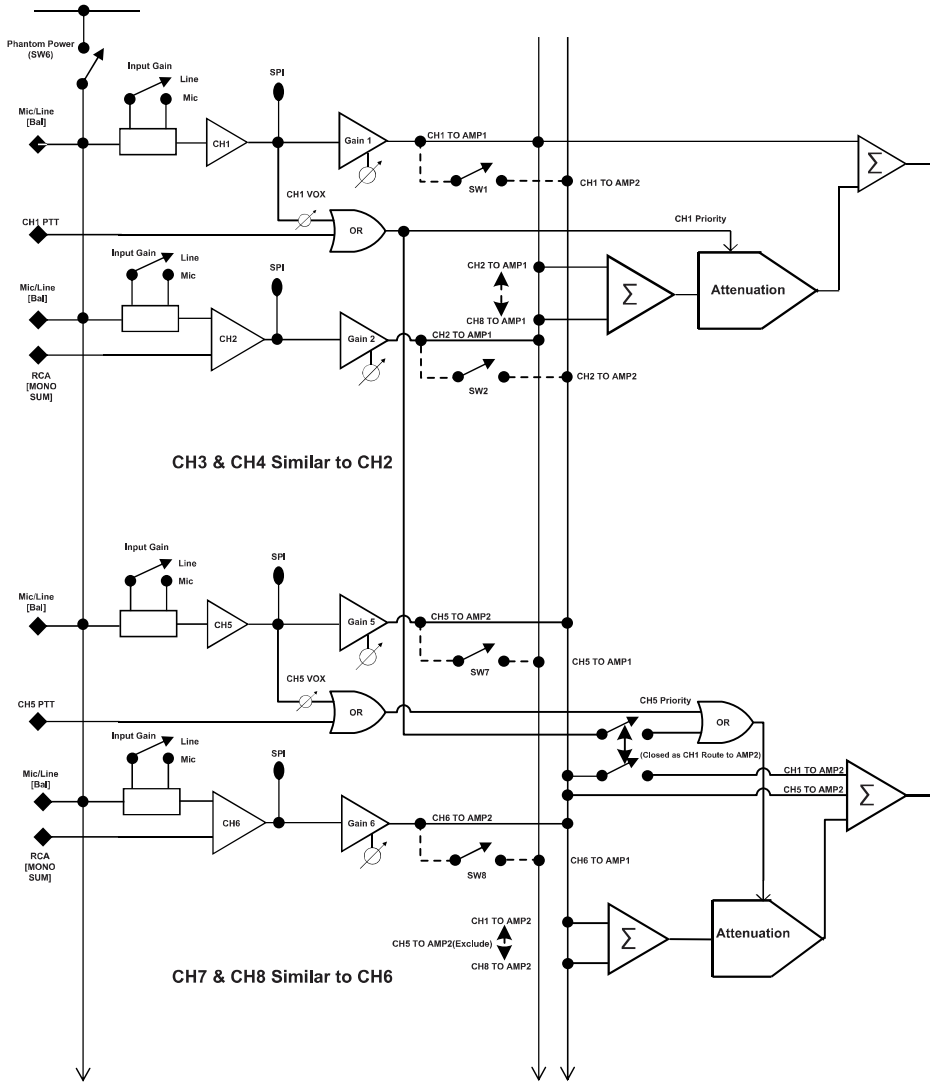 Phantom Power
(SW6)
Input Gain
Line
Mic
SPI
Mic/Line
[Bal]
CH1
Gain 1
CH1 TO AMP1
SW1
CH1 TO AMP2
Σ
CH1 VOX
CH1 PTT
OR
CH1 Priority
Input Gain
Line
Mic
SPI
CH2 TO AMP1
CH8 TO AMP1
Σ
Attenuation
Mic/Line
[Bal]
CH2
Gain 2
CH2 TO AMP1
SW2
CH2 TO AMP2
RCA
[MONO
SUM]
CH3 & CH4 Similar to CH2
Input Gain
Line
Mic
SPI
Mic/Line
[Bal]
CH5
Gain 5
CH5 TO AMP2
SW7
CH5 TO AMP1
CH5 VOX
CH5 PTT
OR
CH5 Priority
OR
(Closed as CH1 Route to AMP2)
Input Gain
Line
Mic
SPI
CH1 TO AMP2
CH5 TO AMP2
Σ
Mic/Line
[Bal]
CH6
Gain 6
CH6 TO AMP2
SW8
CH6 TO AMP1
RCA
[MONO
SUM]
CH1 TO AMP2
CH5 TO AMP2(Exclude)
CH8 TO AMP2
Σ
Attenuation
CH7 & CH8 Similar to CH6